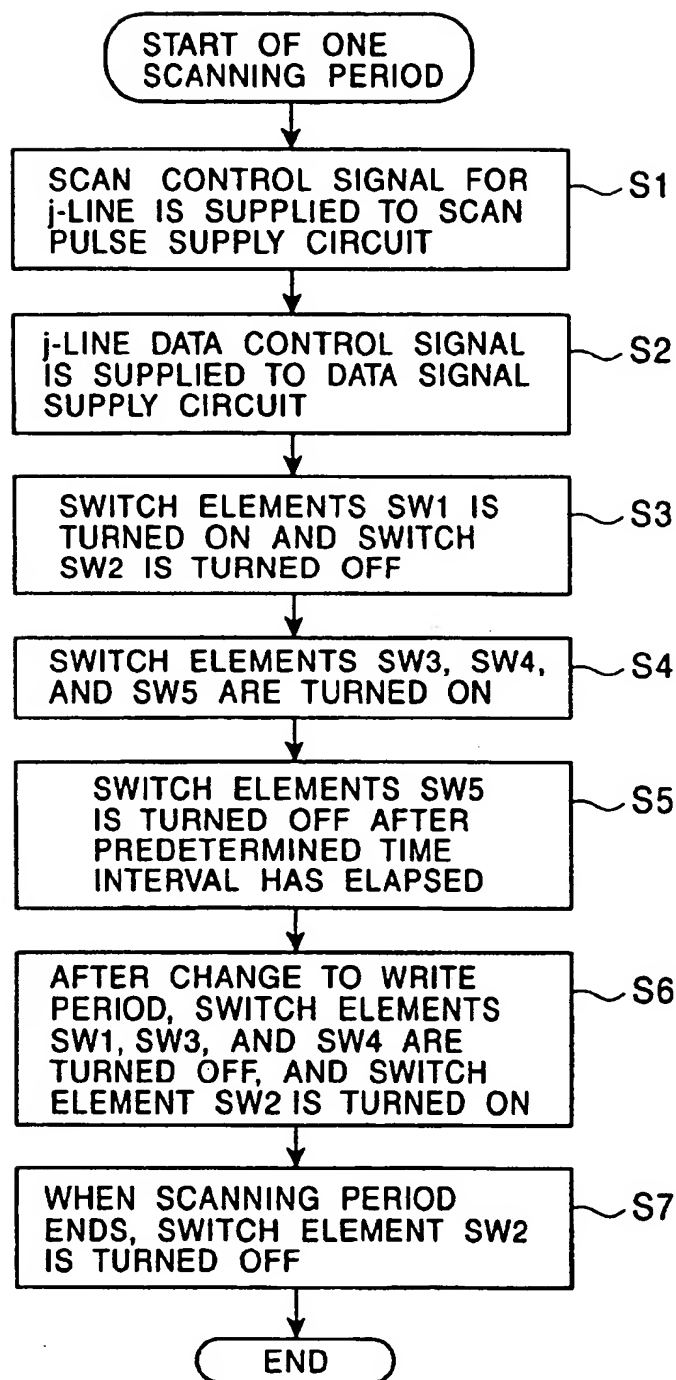 START OF ONE
SCANNING PERIOD
SCAN CONTROL SIGNAL FOR
j-LINE IS SUPPLIED TO SCAN
PULSE SUPPLY CIRCUIT
S1
j-LINE DATA CONTROL SIGNAL
IS SUPPLIED TO DATA SIGNAL
SUPPLY CIRCUIT
S2
SWITCH ELEMENTS SW1 IS
TURNED ON AND SWITCH
SW2 IS TURNED OFF
S3
SWITCH ELEMENTS SW3, SW4,
AND SW5 ARE TURNED ON
S4
SWITCH ELEMENTS SW5
IS TURNED OFF AFTER
PREDETERMINED TIME
INTERVAL HAS ELAPSED
S5
AFTER CHANGE TO WRITE
PERIOD, SWITCH ELEMENTS
SW1, SW3, AND SW4 ARE
TURNED OFF, AND SWITCH
ELEMENT SW2 IS TURNED ON
S6
WHEN SCANNING PERIOD
ENDS, SWITCH ELEMENT SW2
IS TURNED OFF
S7
END